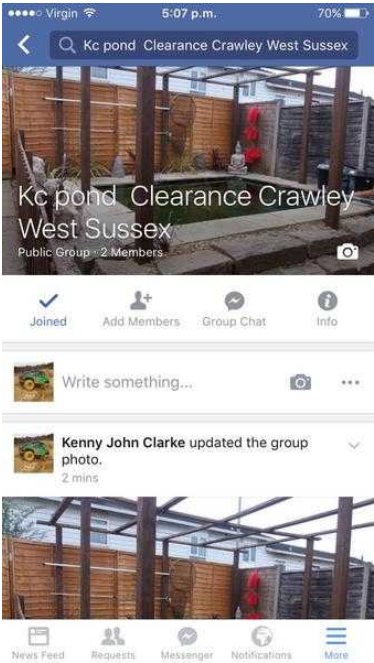 Virgin
5:07 p.m.
70%
Kc pond Clearance Crawley West Sussex
Kc pond Clearance Crawley
West Sussex
Public Group · 2 Members
Joined
Add Members
Group Chat
Info
Write something...
Kenny John Clarke updated the group
photo.
2 mins
News Feed
Requests
Messenger
Notifications
More